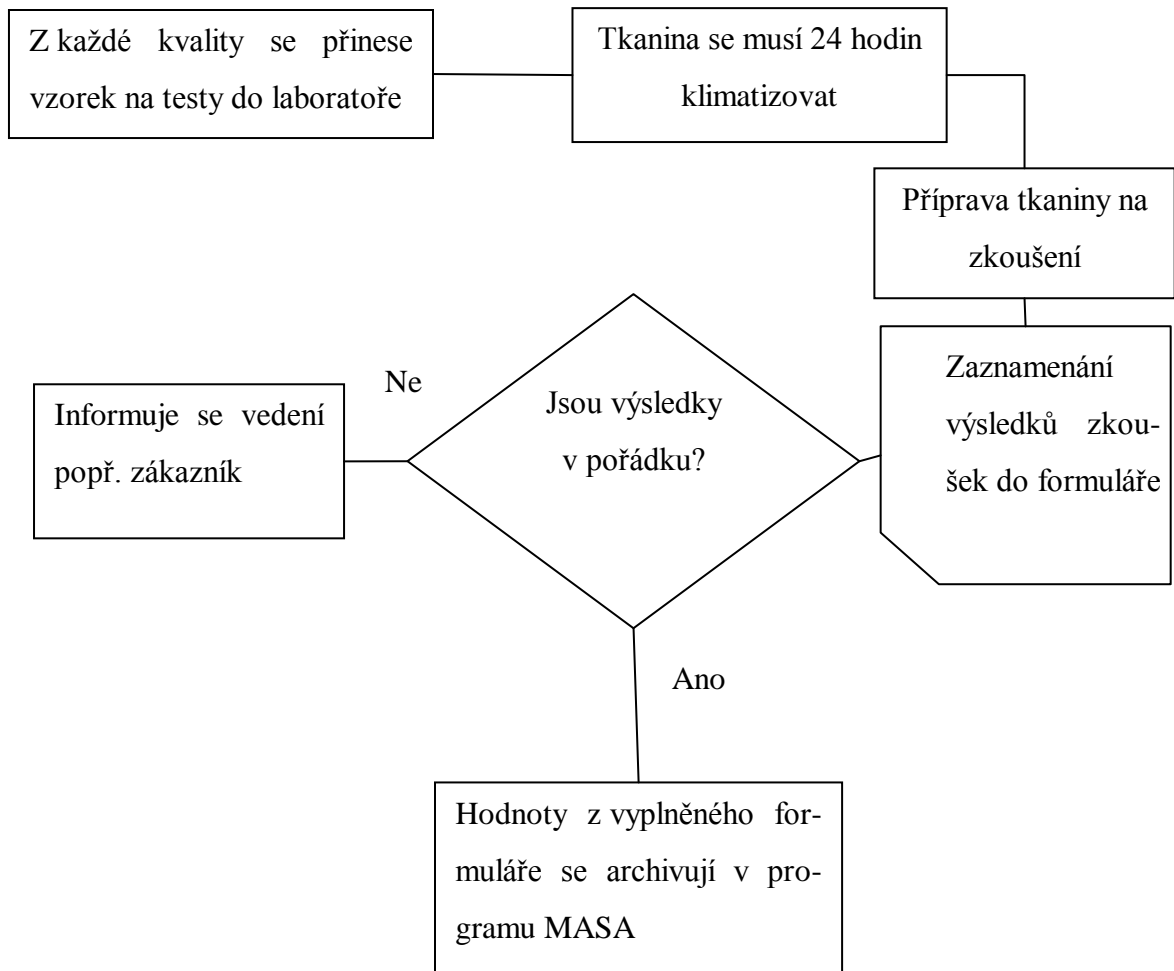 Z každé kvality se přinese
vzorek na testy do laboratoře
Tkanina se musí 24 hodin
klimatizovat
Příprava tkaniny na
zkoušení
Zaznamenání
výsledků zkou-
šek do formuláře
Jsou výsledky
v pořádku?
Ne
Informuje se vedení
popř. zákazník
Ano
Hodnoty z vyplněného for-
muláře se archivují v pro-
gramu MASA